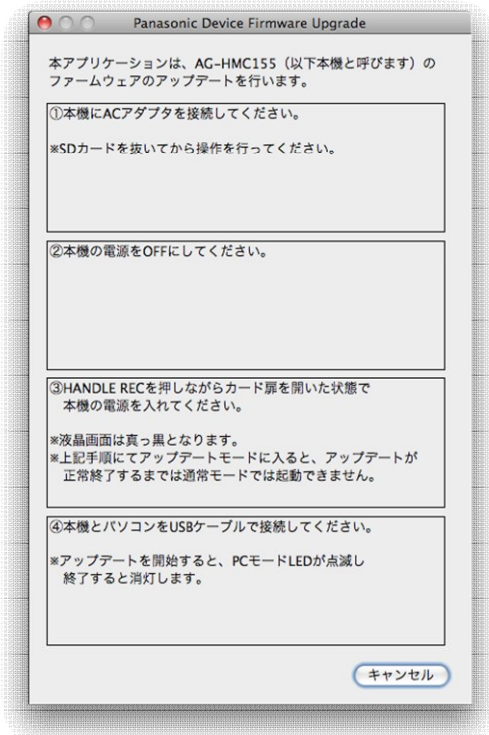 Panasonic Device Firmware Upgrade
本アプリケーションは、AG-HMC155（以下本機と呼びます）の
ファームウェアのアップデートを行います。
①本機にACアダプタを接続してください。
※SDカードを抜いてから操作を行ってください。
②本機の電源をOFFにしてください。
③HANDLE RECを押しながらカード扉を開いた状態で
本機の電源を入れてください。
※液晶画面は真っ黒となります。
※上記手順にてアップデートモードに入ると、アップデートが
正常終了するまでは通常モードでは起動できません。
④本機とパソコンをUSBケーブルで接続してください。
※アップデートを開始すると、PCモードLEDが点滅し
終了すると消灯します。
キャンセル